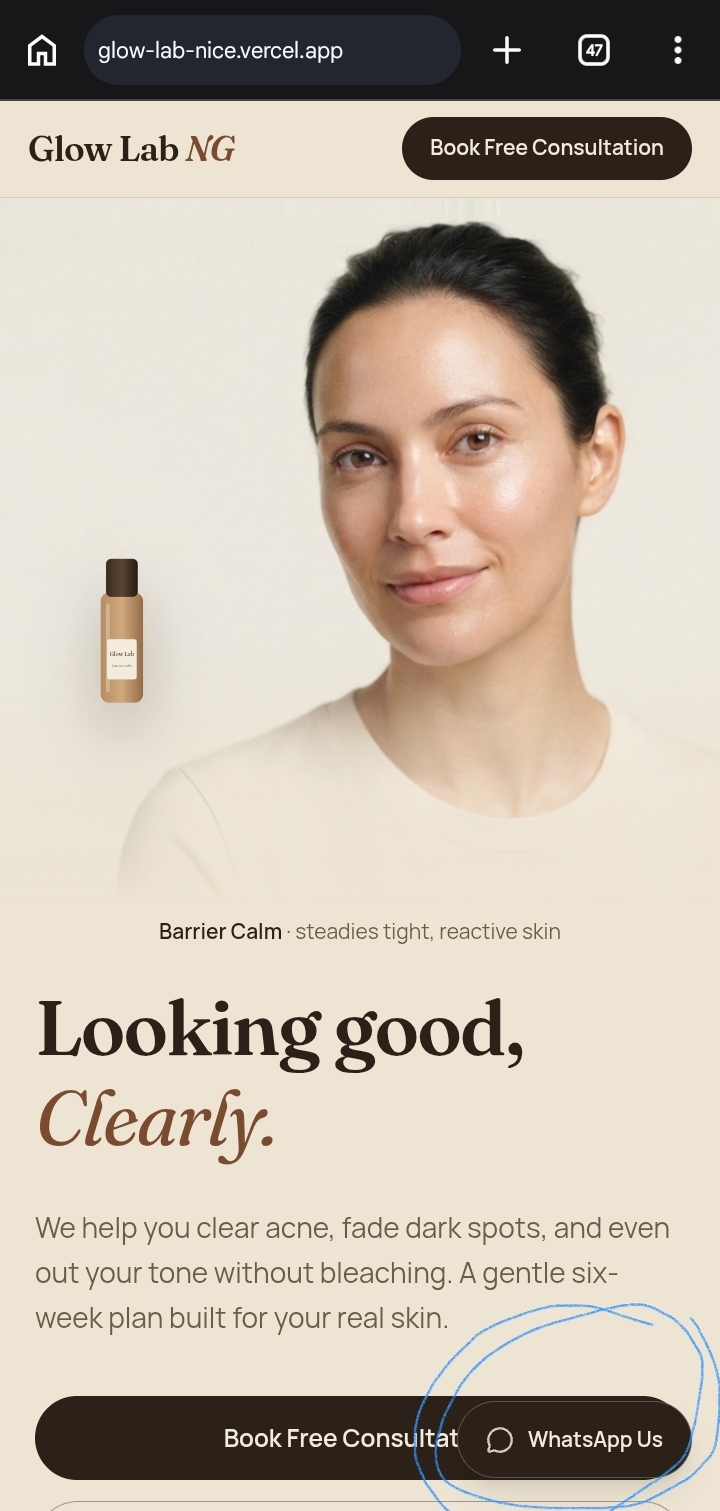 glow-lab-nice.vercel.app
47
Glow Lab NG
Book Free Consultation
Glow Lab
Barrier Calm · steadies tight, reactive skin
Looking good,
Clearly.
We help you clear acne, fade dark spots, and even
out your tone without bleaching. A gentle six-
week plan built for your real skin.
Book Free Consultat
WhatsApp Us